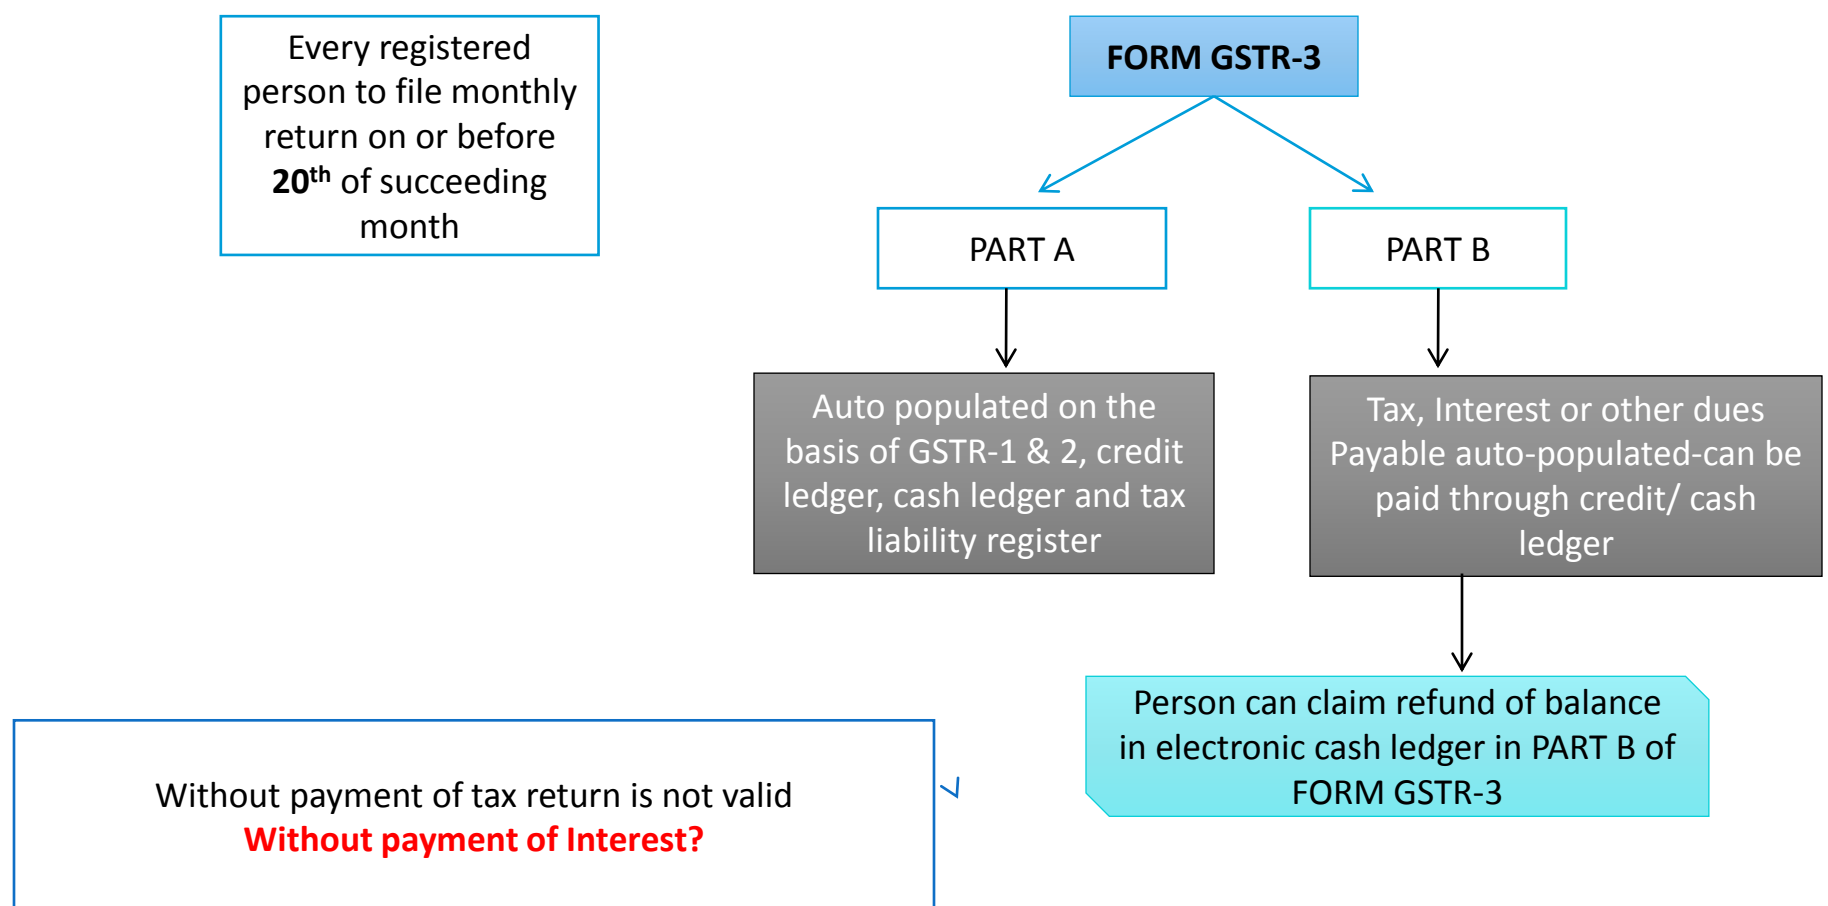 Every registered
person to file monthly
return on or before
20th of succeeding
month
FORM GSTR-3
PART A
PART B
Auto populated on the
basis of GSTR-1 & 2, credit
ledger, cash ledger and tax
liability register
Tax, Interest or other dues
Payable auto-populated-can be
paid through credit/ cash
ledger
Person can claim refund of balance
in electronic cash ledger in PART B of
FORM GSTR-3
Without payment of tax return is not valid
Without payment of Interest?